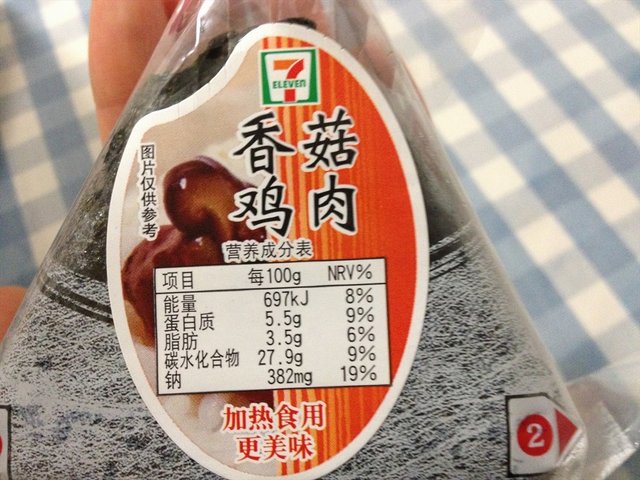 7
ELEVEN
香菇
鸡肉
图片仅供参考
营养成分表
项目 每100g NRV%
能量 697kJ 8%
蛋白质 5.5g 9%
脂肪 3.5g 6%
碳水化合物 27.9g 9%
钠 382mg 19%
加热食用
更美味
2